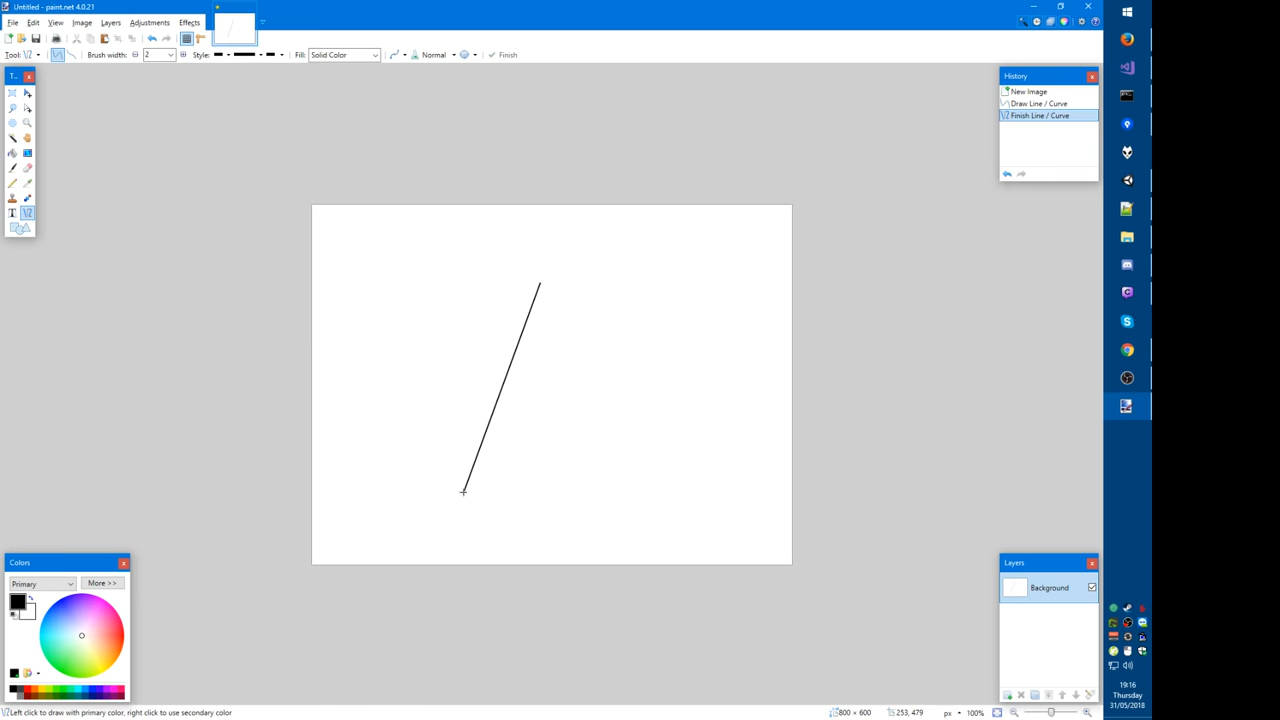 Untitled - paint.net 4.0.21
File Edit View Image Layers Adjustments Effects
Tool: Brush width: 2 Style: Fill: Solid Color Normal Finish
T..
History
New Image
Draw Line / Curve
Finish Line / Curve
Colors
Primary
More >>
Layers
Background
Left click to draw with primary color, right click to use secondary color
800 × 600
253, 479
px
100%
19:16
Thursday
31/05/2018